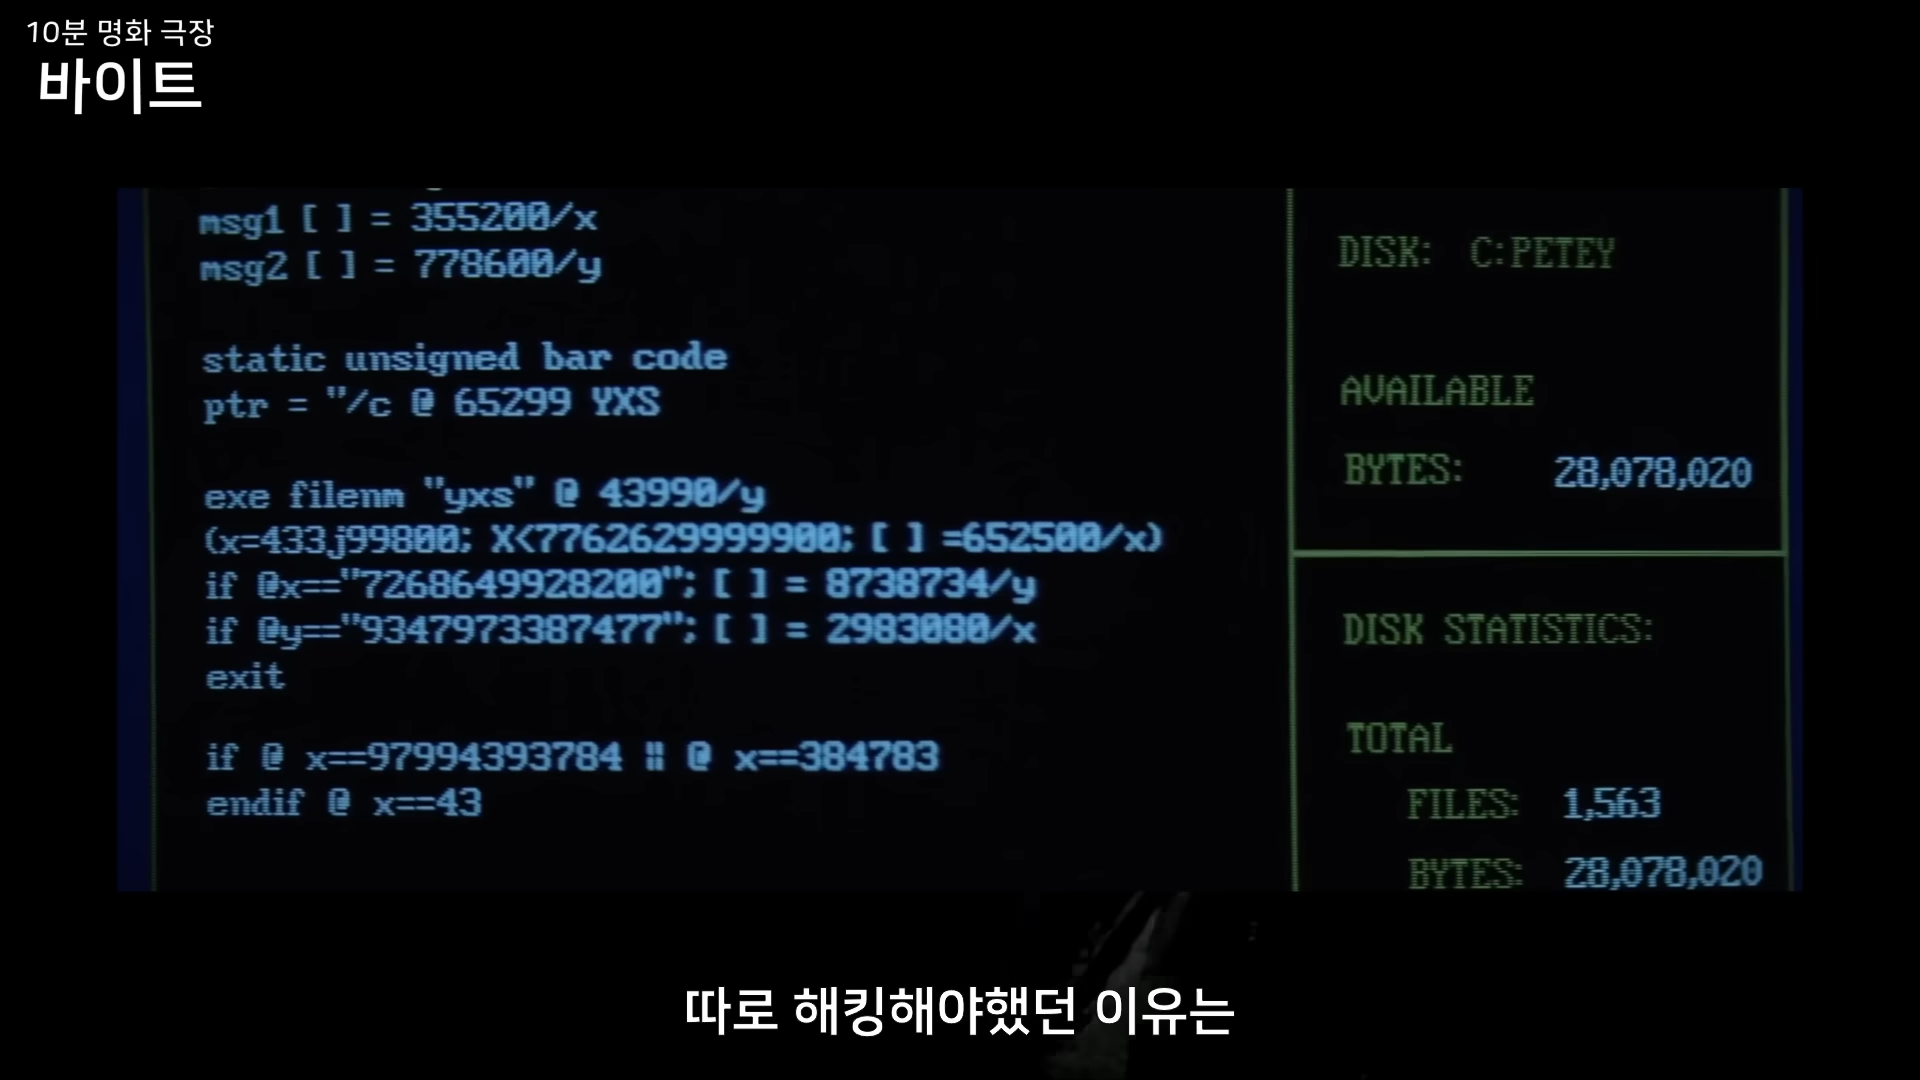 10분 명화 극장
바이트
msg1 [ ] = 355200/x
msg2 [ ] = 778600/y
static unsigned bar code
ptr = "/c @ 65299 YXS
exe filenm "yxs" @ 43990/y
(x=433j99800; X<7762629999900; [ ] =652500/x)
if @x=="7268649928200"; [ ] = 8738734/y
if @y=="9347973387477"; [ ] = 2983080/x
exit
if @ x==97994393784 || @ x==384783
endif @ x==43
DISK: C:PETEY
AVAILABLE
BYTES: 28,078,020
DISK STATISTICS:
TOTAL
FILES: 1,563
BYTES: 28,078,020
따로 해킹해야했던 이유는